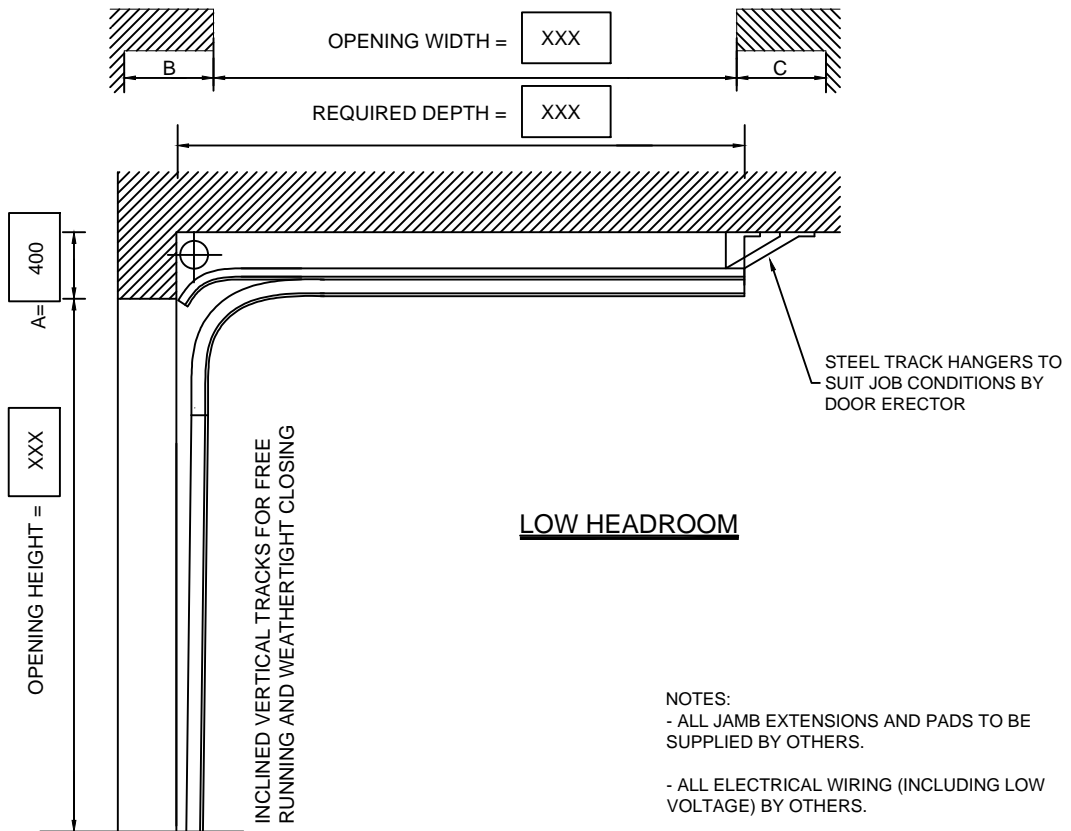 OPENING WIDTH = XXX
B
C
REQUIRED DEPTH = XXX
A= 400
OPENING HEIGHT = XXX
STEEL TRACK HANGERS TO
SUIT JOB CONDITIONS BY
DOOR ERECTOR
INCLINED VERTICAL TRACKS FOR FREE
RUNNING AND WEATHERTIGHT CLOSING
LOW HEADROOM
NOTES:
- ALL JAMB EXTENSIONS AND PADS TO BE
SUPPLIED BY OTHERS.
- ALL ELECTRICAL WIRING (INCLUDING LOW
VOLTAGE) BY OTHERS.